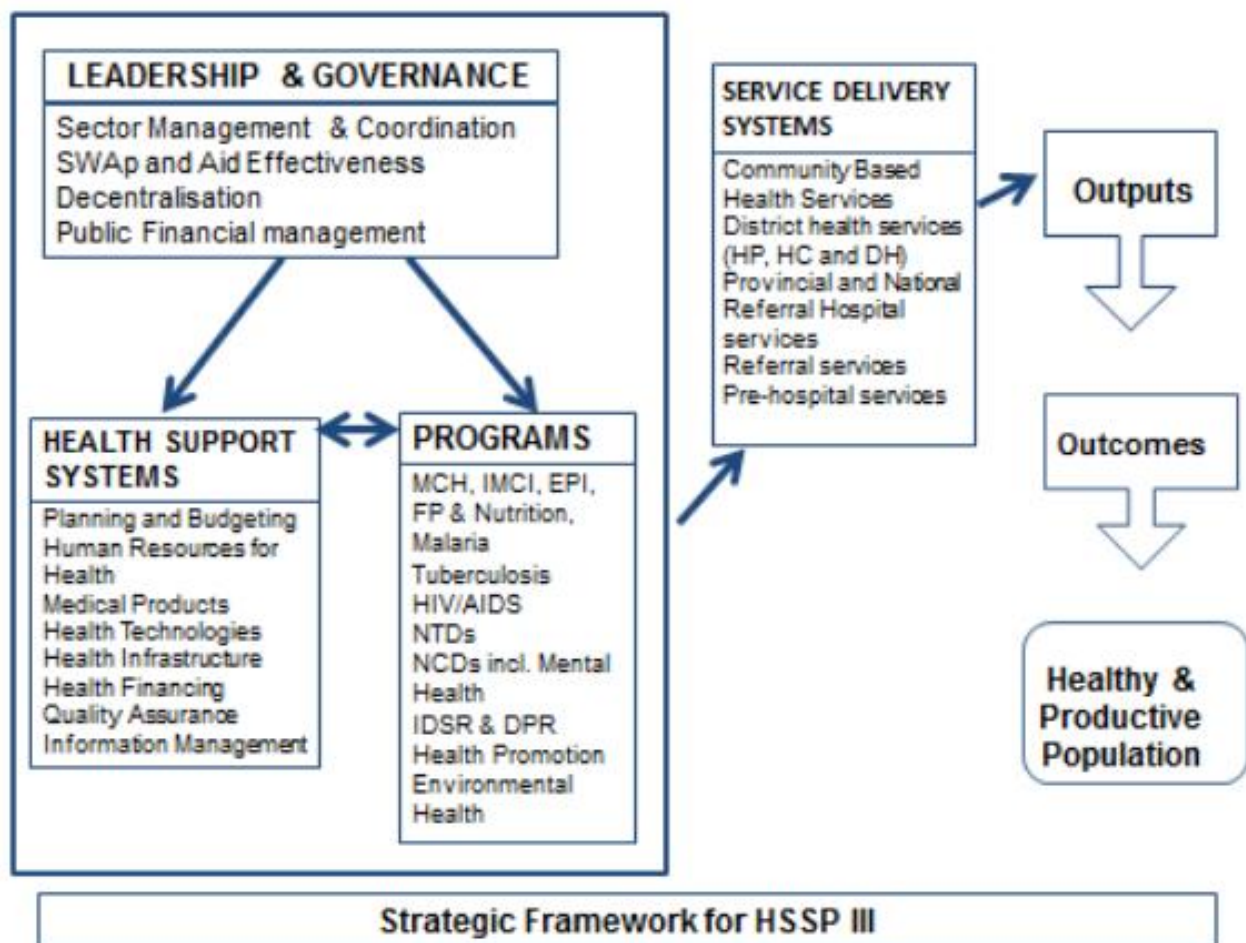 LEADERSHIP & GOVERNANCE
Sector Management & Coordination
SWAp and Aid Effectiveness
Decentralisation
Public Financial management
HEALTH SUPPORT
SYSTEMS
Planning and Budgeting
Human Resources for
Health
Medical Products
Health Technologies
Health Infrastructure
Health Financing
Quality Assurance
Information Management
PROGRAMS
MCH, IMCI, EPI,
FP & Nutrition,
Malaria
Tuberculosis
HIV/AIDS
NTDs
NCDs incl. Mental
Health
IDSR & DPR
Health Promotion
Environmental
Health
SERVICE DELIVERY
SYSTEMS
Community Based
Health Services
District health services
(HP, HC and DH)
Provincial and National
Referral Hospital
services
Referral services
Pre-hospital services
Outputs
Outcomes
Healthy &
Productive
Population
Strategic Framework for HSSP III